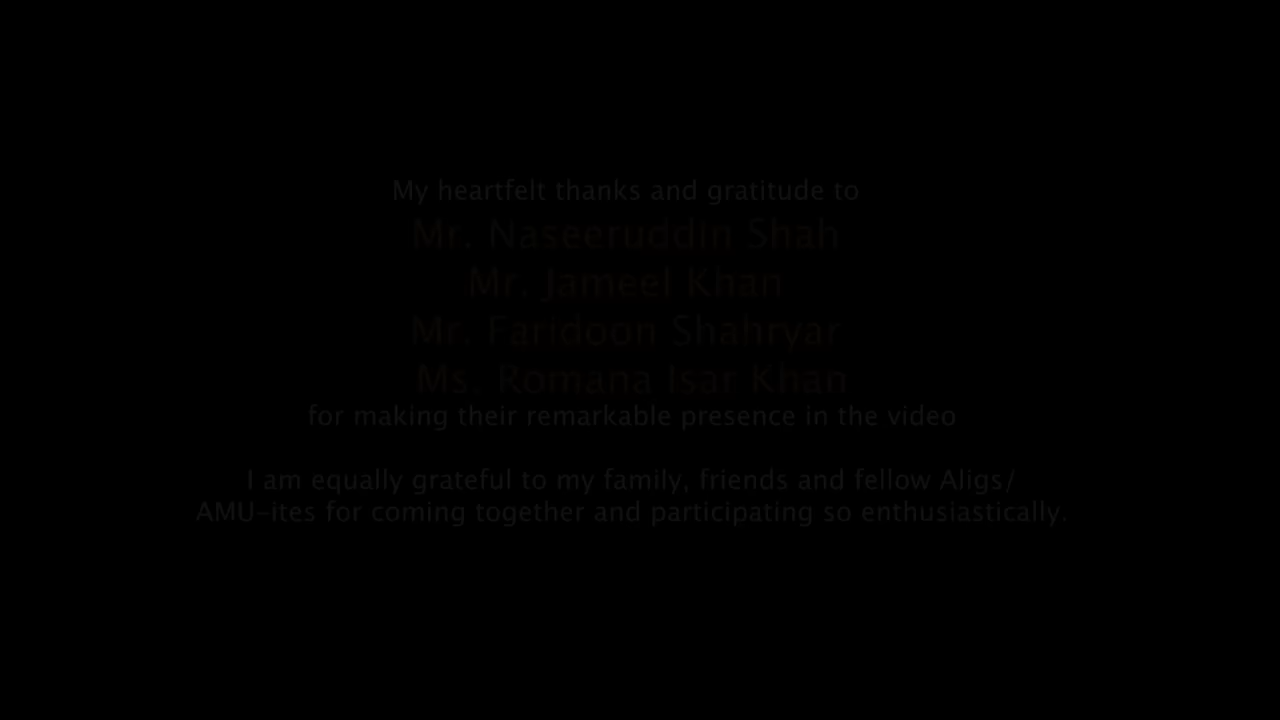 My heartfelt thanks and gratitude to
Mr. Naseeruddin Shah
Mr. Jameel Khan
Mr. Faridoon Shahryar
Ms. Romana Isar Khan
for making their remarkable presence in the video
I am equally grateful to my family, friends and fellow Aligs/
AMU-ites for coming together and participating so enthusiastically.